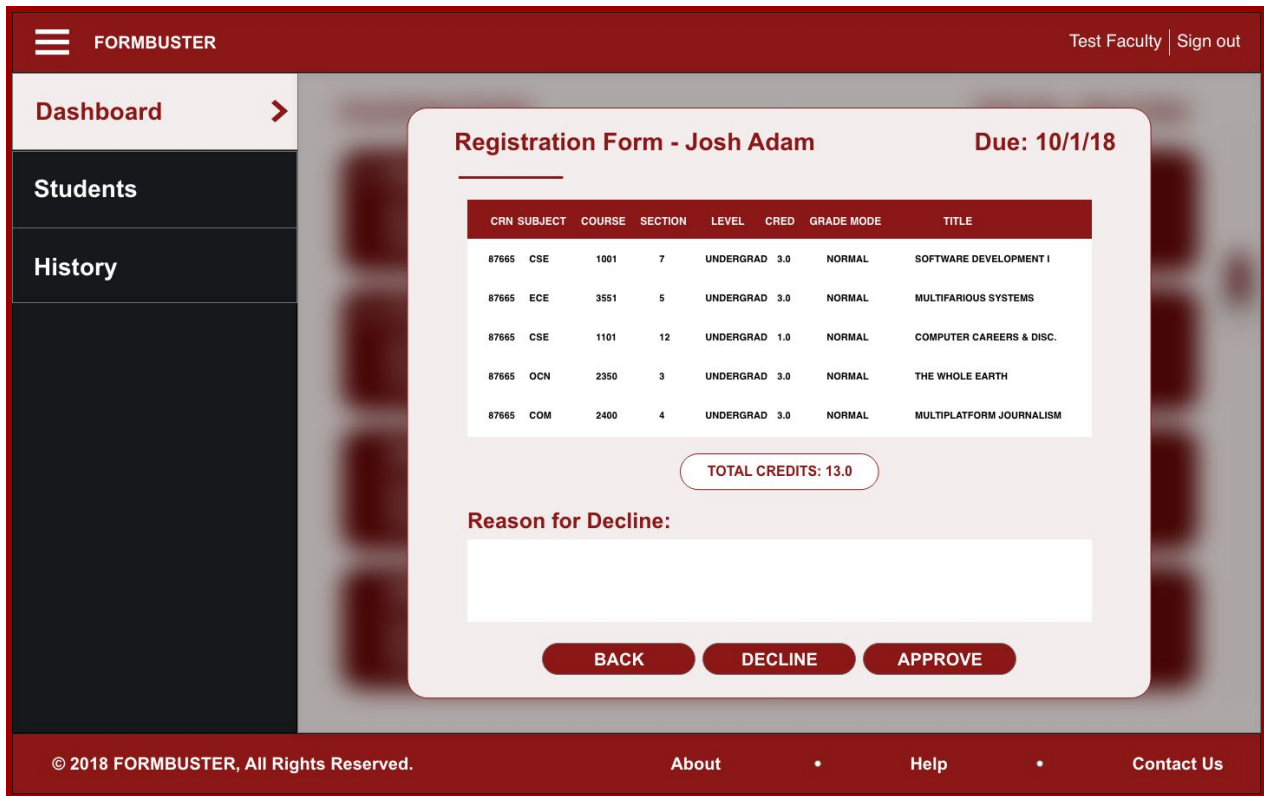 FORMBUSTER Test Faculty | Sign out
Dashboard
Students
History
Registration Form - Josh Adam Due: 10/1/18
CRN SUBJECT COURSE SECTION LEVEL CRED GRADE MODE TITLE
87665 CSE 1001 7 UNDERGRAD 3.0 NORMAL SOFTWARE DEVELOPMENT I
87665 ECE 3551 5 UNDERGRAD 3.0 NORMAL MULTIFARIOUS SYSTEMS
87665 CSE 1101 12 UNDERGRAD 1.0 NORMAL COMPUTER CAREERS & DISC.
87665 OCN 2350 3 UNDERGRAD 3.0 NORMAL THE WHOLE EARTH
87665 COM 2400 4 UNDERGRAD 3.0 NORMAL MULTIPLATFORM JOURNALISM
TOTAL CREDITS: 13.0
Reason for Decline:
BACK DECLINE APPROVE
© 2018 FORMBUSTER, All Rights Reserved. About • Help • Contact Us